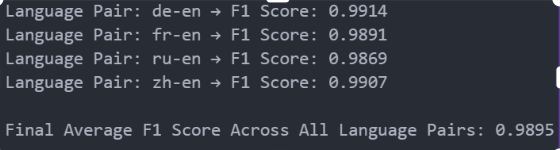 Language Pair: de-en → F1 Score: 0.9914
Language Pair: fr-en → F1 Score: 0.9891
Language Pair: ru-en → F1 Score: 0.9869
Language Pair: zh-en → F1 Score: 0.9907
Final Average F1 Score Across All Language Pairs: 0.9895